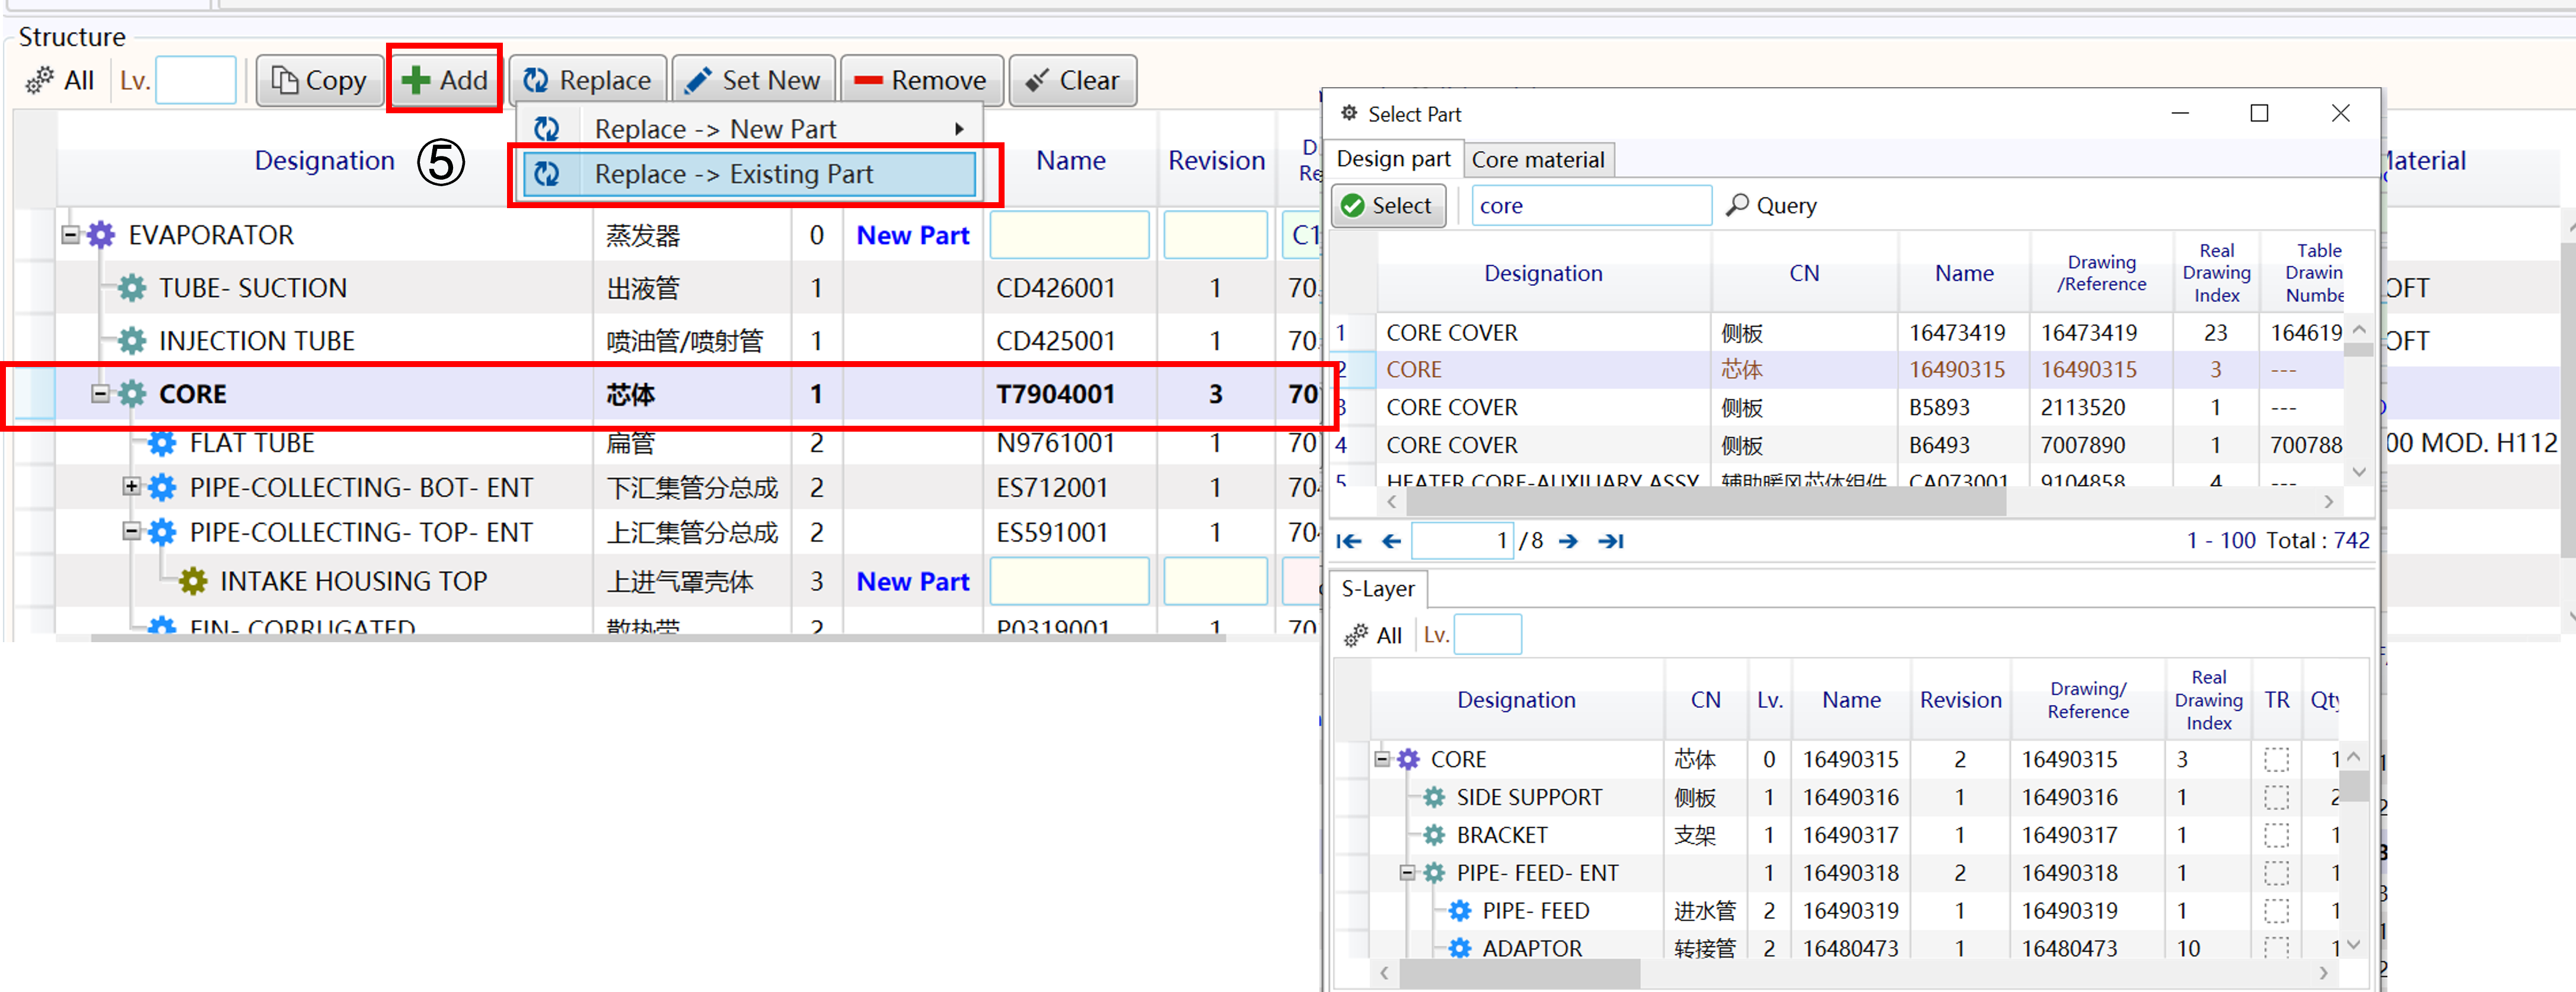 Structure
All Lv. Copy Add Replace Set New Remove Clear
Replace -> New Part
⑤ Replace -> Existing Part
Designation Name Revision
EVAPORATOR 蒸发器 0 New Part C1
TUBE- SUCTION 出液管 1 CD426001 1 70
INJECTION TUBE 喷油管/喷射管 1 CD425001 1 70
CORE 芯体 1 T7904001 3 70
FLAT TUBE 扁管 2 N9761001 1 70
PIPE-COLLECTING- BOT- ENT 下汇集管分总成 2 ES712001 1 70
PIPE-COLLECTING- TOP- ENT 上汇集管分总成 2 ES591001 1 70
INTAKE HOUSING TOP 上进气罩壳体 3 New Part
FIN- CORRUGATED 散热带 2 P0319001 1 70
Select Part
Design part Core material
Select core Query
Designation CN Name Drawing /Reference Real Drawing Index Table Drawin Numbe
1 CORE COVER 侧板 16473419 16473419 23 164619
2 CORE 芯体 16490315 16490315 3 ---
3 CORE COVER 侧板 B5893 2113520 1 ---
4 CORE COVER 侧板 B6493 7007890 1 700788
5 HEATER CORE-AUXILIARY ASSY 辅助暖风芯体组件 CA073001 9104858 4 ---
1 /8 1 - 100 Total : 742
S-Layer
All Lv.
Designation CN Lv. Name Revision Drawing/ Reference Real Drawing Index TR Qty
CORE 芯体 0 16490315 2 16490315 3 1
SIDE SUPPORT 侧板 1 16490316 1 16490316 1 2
BRACKET 支架 1 16490317 1 16490317 1 1
PIPE- FEED- ENT 1 16490318 2 16490318 1 1
PIPE- FEED 进水管 2 16490319 1 16490319 1 1
ADAPTOR 转接管 2 16480473 1 16480473 10 1
Material
OFT
OFT
00 MOD. H112